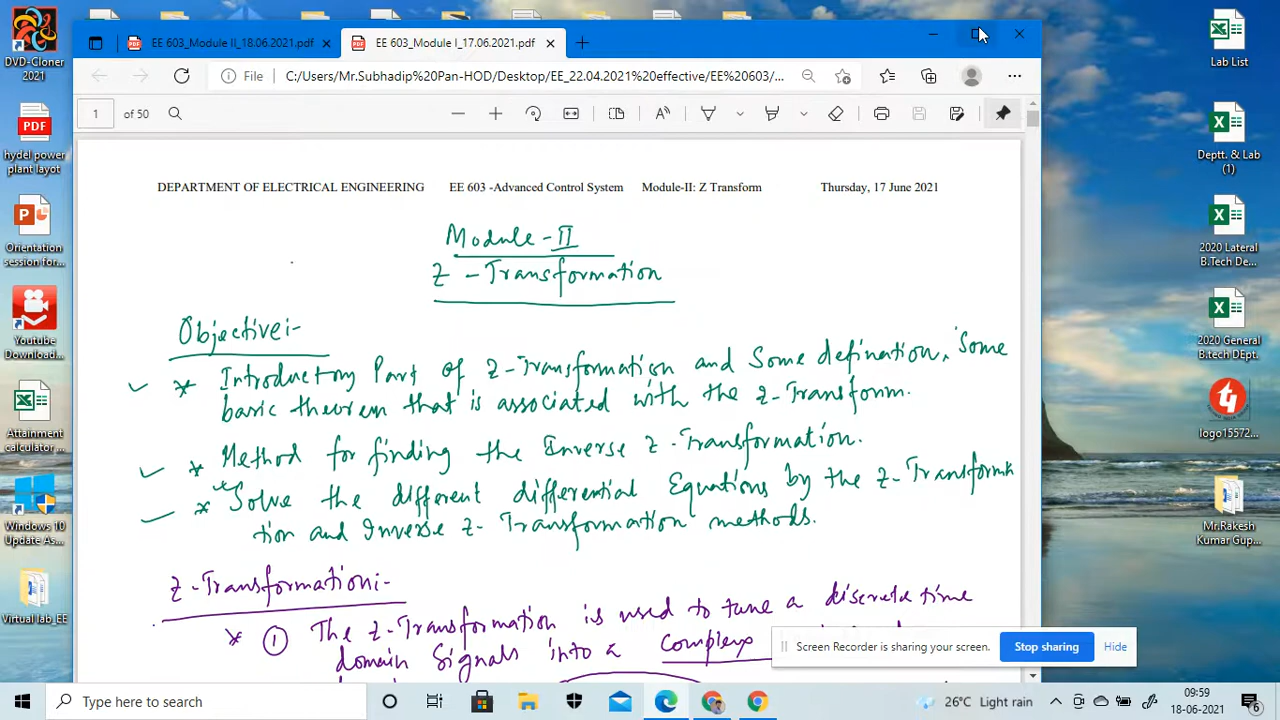 DVD-Cloner 2021
hydel power plant layot
Orientation session
Youtube Download...
Attainment calculator ...
Windows 10 Update As...
Virtual lab_EE
EE 603_Module II_18.06.2021.pdf
EE 603_Module I_17.06.2021.pdf
File
C:/Users/Mr.Subhadip%20Pan-HOD/Desktop/EE_22.04.2021%20effective/EE%20603/...
1 of 50
DEPARTMENT OF ELECTRICAL ENGINEERING EE 603 -Advanced Control System Module-II: Z Transform Thursday, 17 June 2021
Module - II
Z - Transformation
Objective:-
* Introductory Part of Z-Transformation and Some defination, Some
basic theorem that is associated with the Z-Transform.
* Method for finding the Inverse Z-Transformation.
* Solve the different differential Equations by the Z-Transforma
tion and Inverse Z-Transformation methods.
Z-Transformation:-
* 1 The Z-Transformation is used to tune a discrete time
domain Signals into a Complex
Screen Recorder is sharing your screen.
Stop sharing
Hide
Lab List
Deptt. & Lab (1)
2020 Lateral B.Tech De...
2020 General B.tech DEpt.
logo15572...
Mr.Rakesh Kumar Gup...
Type here to search
26°C Light rain
09:59
18-06-2021
6